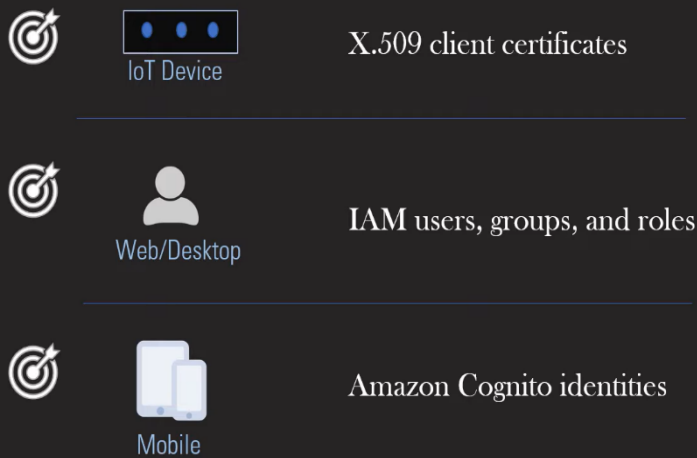 X.509 client certificates
IoT Device
IAM users, groups, and roles
Web/Desktop
Amazon Cognito identities
Mobile